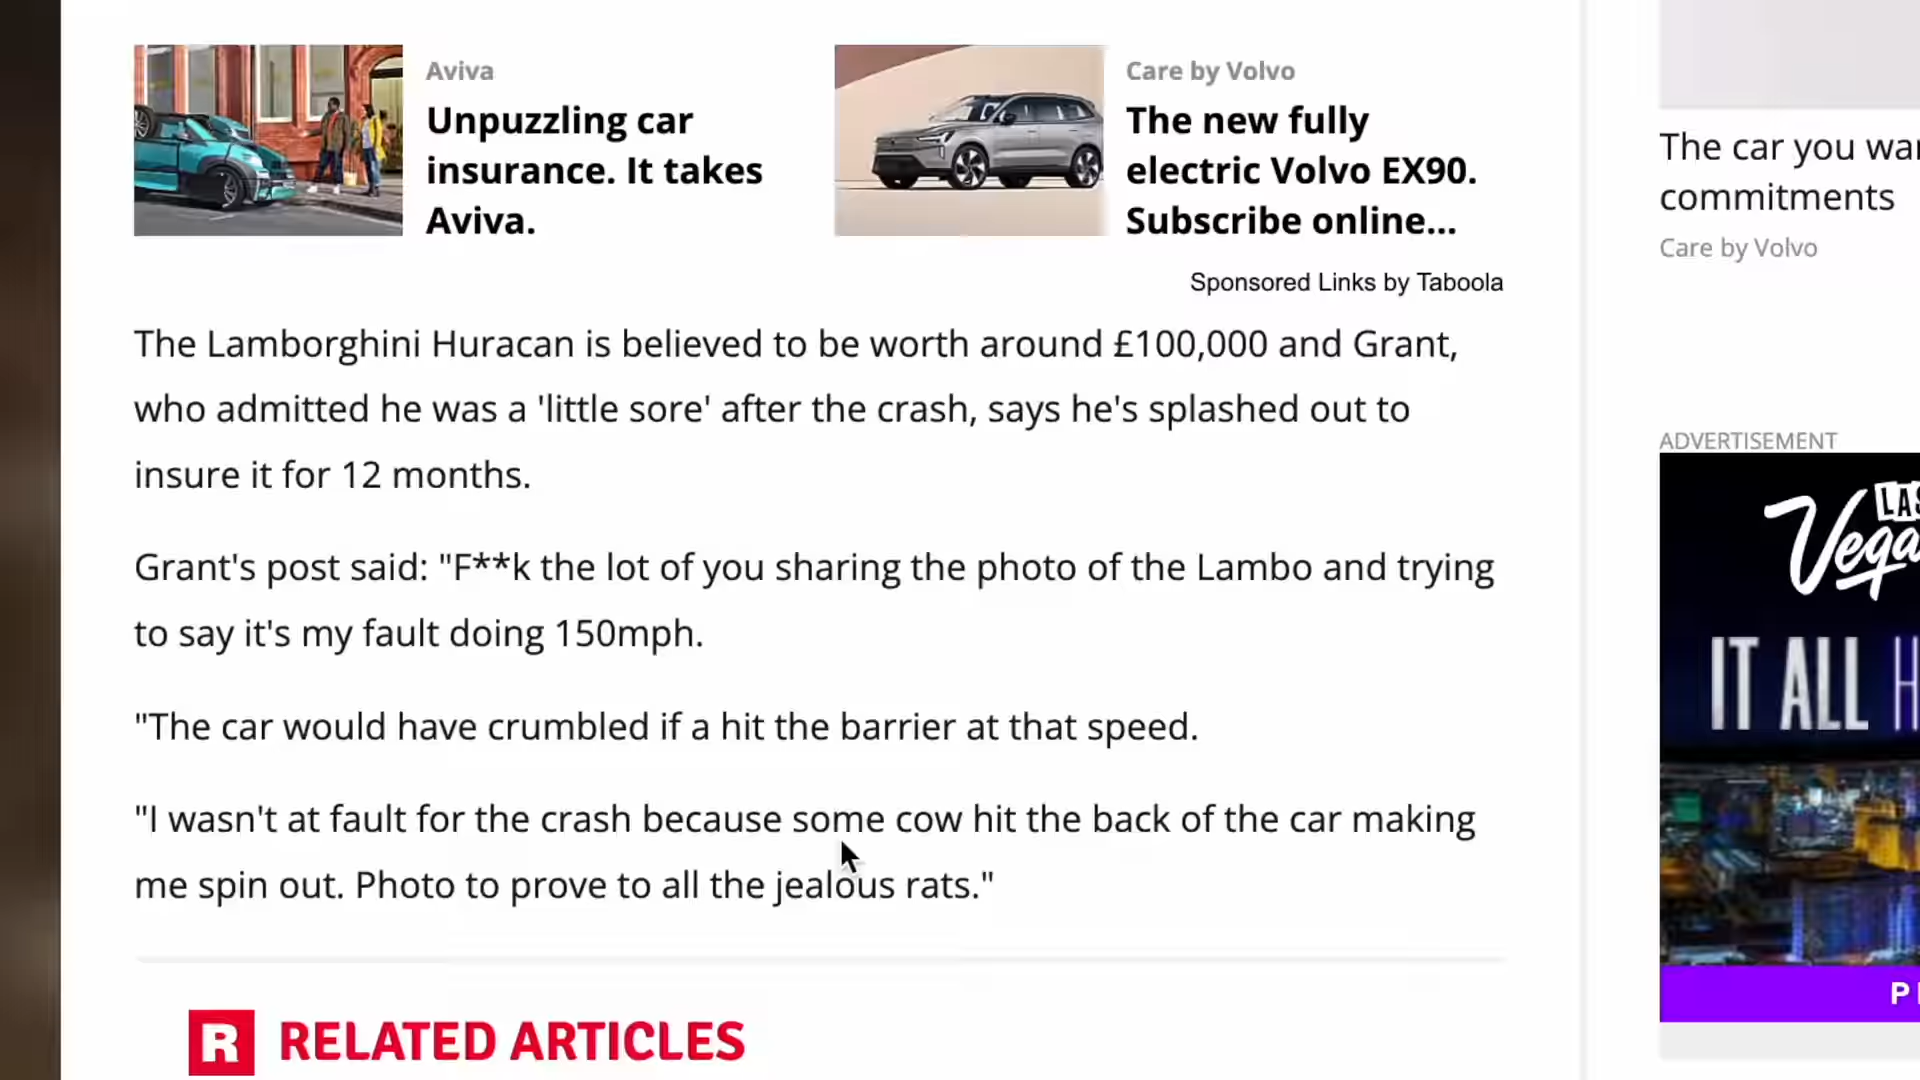 Aviva
Unpuzzling car
insurance. It takes
Aviva.
Care by Volvo
The new fully
electric Volvo EX90.
Subscribe online...
Sponsored Links by Taboola
The Lamborghini Huracan is believed to be worth around £100,000 and Grant,
who admitted he was a 'little sore' after the crash, says he's splashed out to
insure it for 12 months.
Grant's post said: "F**k the lot of you sharing the photo of the Lambo and trying
to say it's my fault doing 150mph.
"The car would have crumbled if a hit the barrier at that speed.
"I wasn't at fault for the crash because some cow hit the back of the car making
me spin out. Photo to prove to all the jealous rats."
R RELATED ARTICLES
The car you
commitments
Care by Volvo
ADVERTISEMENT
IT ALL